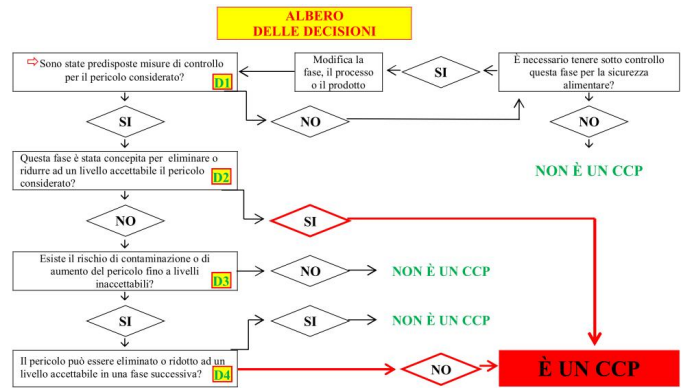 ALBERO
DELLE DECISIONI
⇨Sono state predisposte misure di controllo
per il pericolo considerato?
D1
Modifica la
fase, il processo
o il prodotto
SI
È necessario tenere sotto controllo
questa fase per la sicurezza
alimentare?
SI
NO
NO
NON È UN CCP
Questa fase è stata concepita per eliminare o
ridurre ad un livello accettabile il pericolo
considerato?
D2
NO
SI
Esiste il rischio di contaminazione o di
aumento del pericolo fino a livelli
inaccettabili?
D3
NO
NON È UN CCP
SI
SI
NON È UN CCP
Il pericolo può essere eliminato o ridotto ad un
livello accettabile in una fase successiva?
D4
NO
È UN CCP